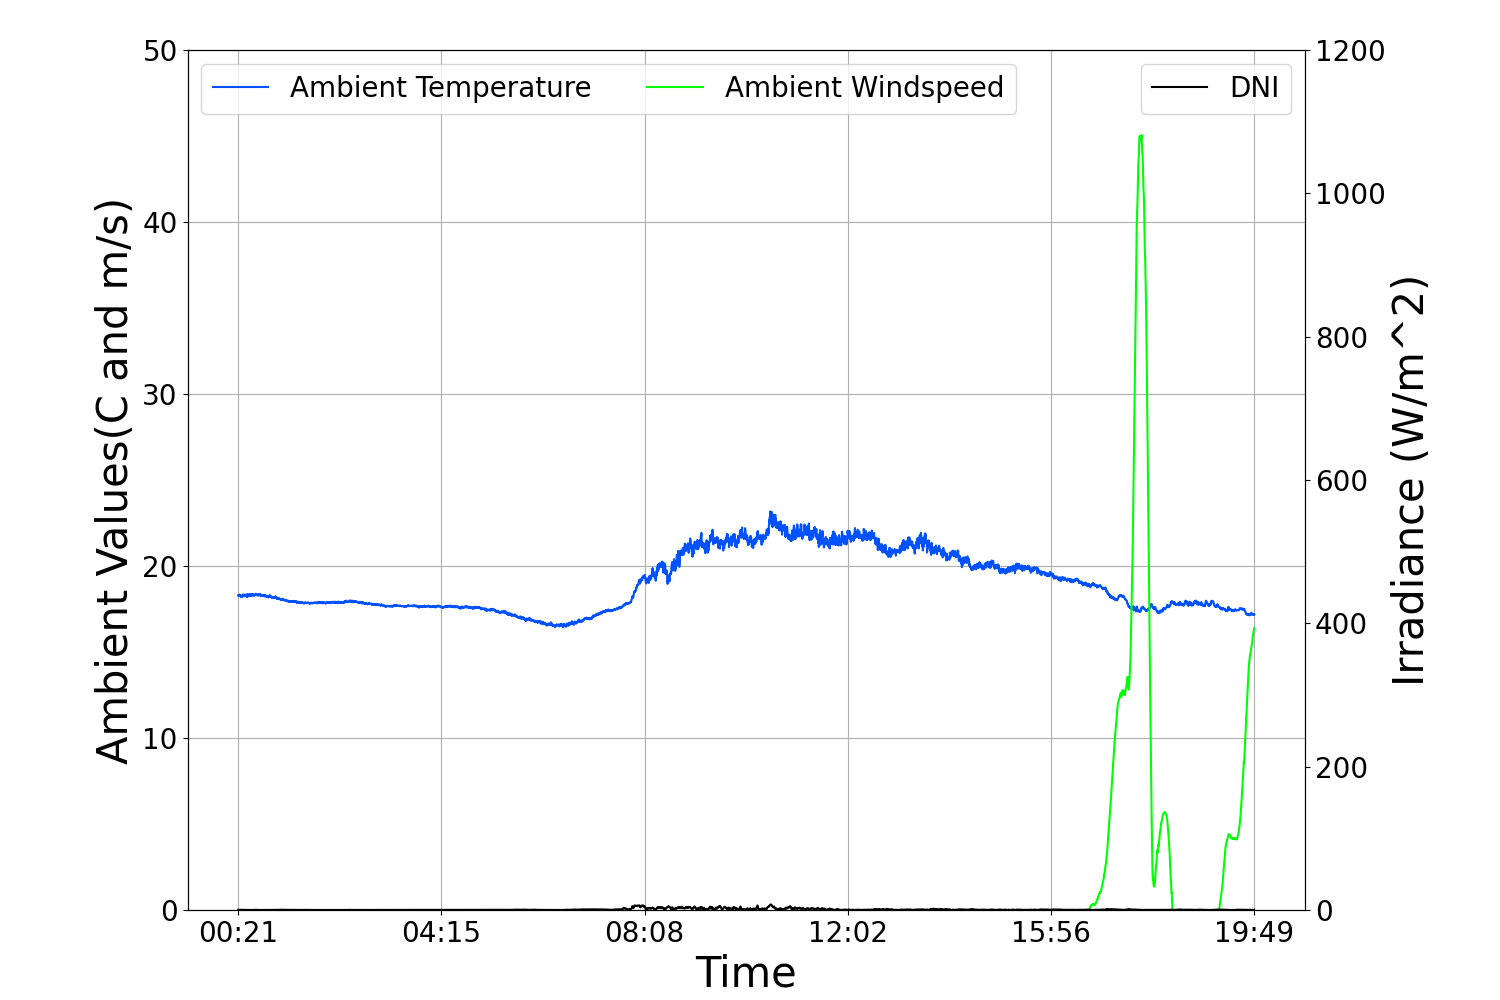 Ambient Temperature Ambient Windspeed DNI
Ambient Values(C and m/s)
50
40
30
20
10
0
1200
1000
800
600
400
200
0
Irradiance (W/m^2)
00:21 04:15 08:08 12:02 15:56 19:49
Time